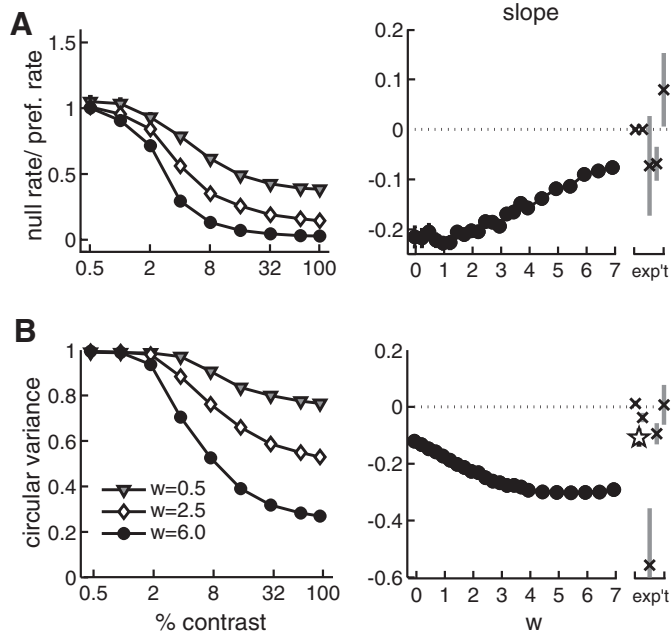 A
null rate/ pref. rate
1.5
1
0.5
0
0.5 2 8 32 100
slope
0.2
0.1
0
-0.1
-0.2
0 1 2 3 4 5 6 7
exp't
B
circular variance
1
0.8
0.6
0.4
0.2
0
w=0.5
w=2.5
w=6.0
0.5 2 8 32 100
% contrast
0.2
0
-0.2
-0.4
-0.6
0 1 2 3 4 5 6 7
exp't
w